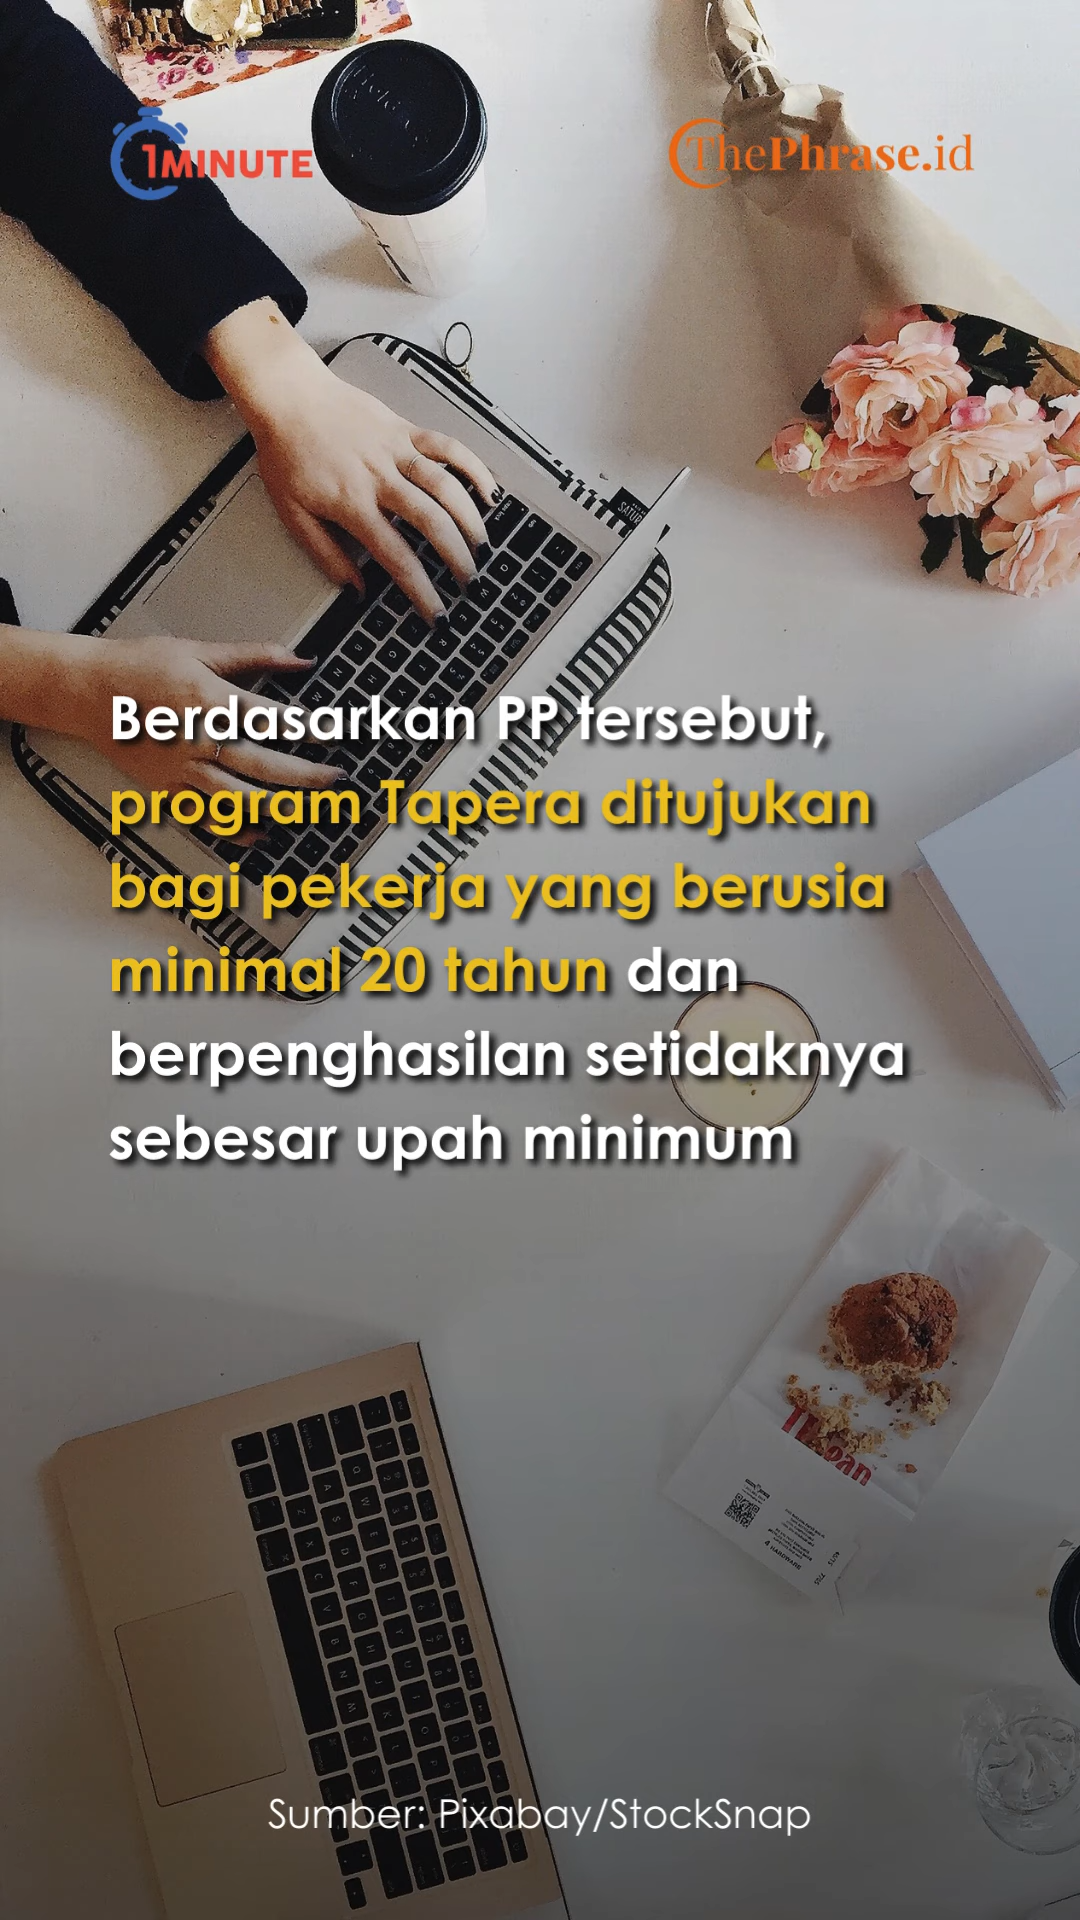 1MINUTE
ThePhrase.id
Berdasarkan PP tersebut,
program Tapera ditujukan
bagi pekerja yang berusia
minimal 20 tahun dan
berpenghasilan setidaknya
sebesar upah minimum
Sumber: Pixabay/StockSnap